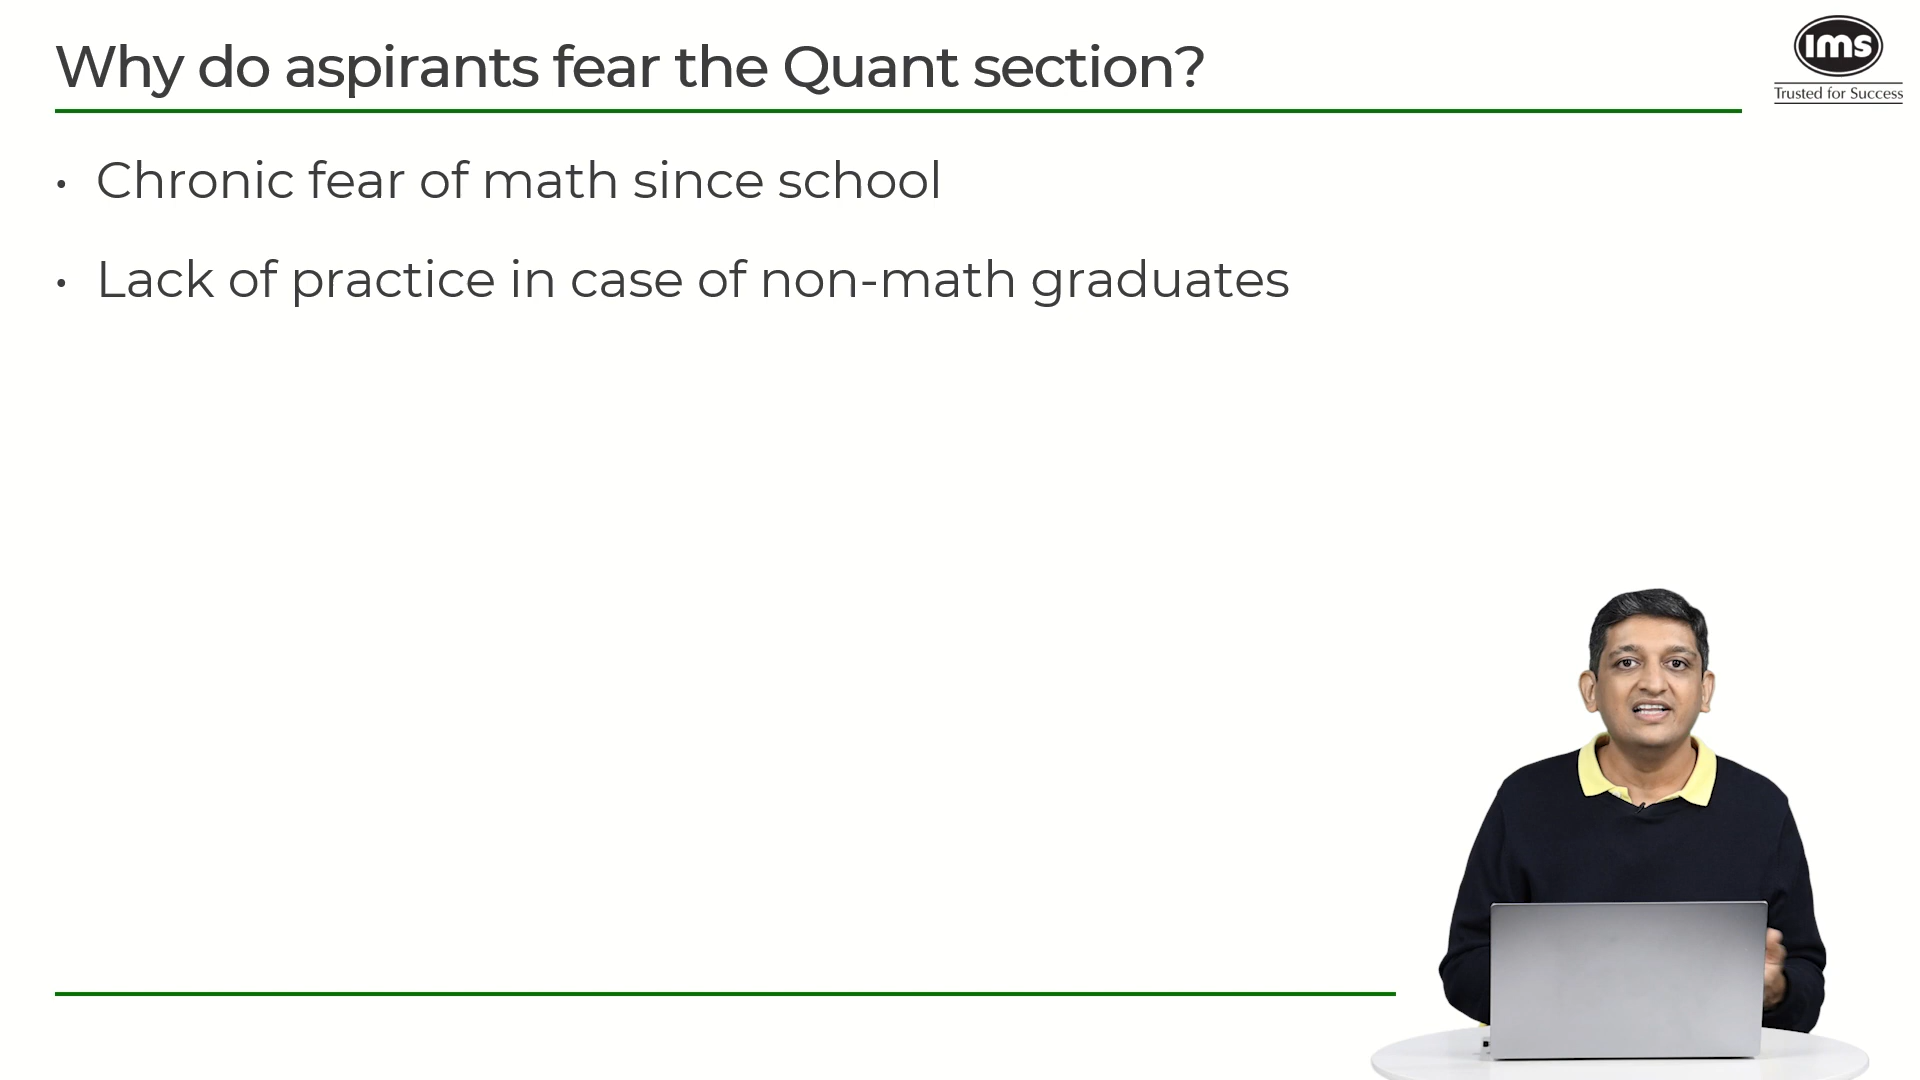 Why do aspirants fear the Quant section?
ims
Trusted for Success
• Chronic fear of math since school
• Lack of practice in case of non-math graduates